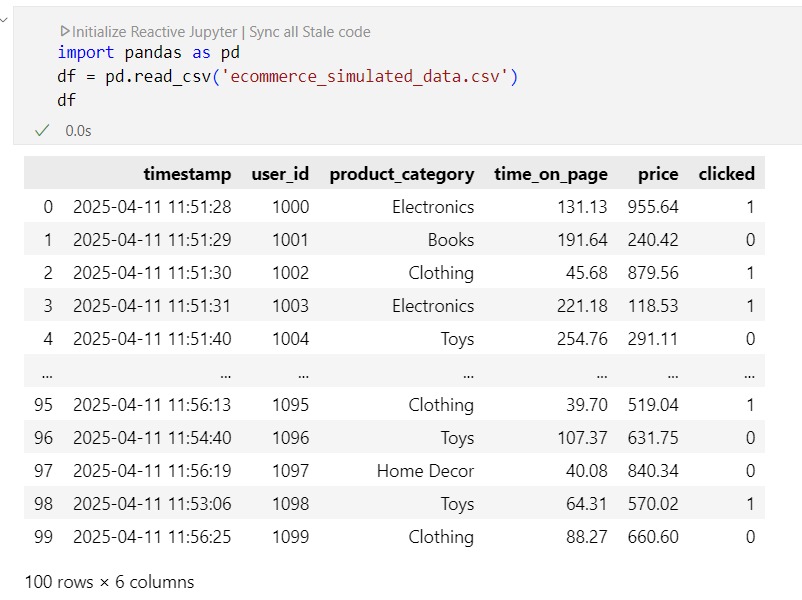 Initialize Reactive Jupyter | Sync all Stale code
import pandas as pd
df = pd.read_csv('ecommerce_simulated_data.csv')
df
0.0s
timestamp user_id product_category time_on_page price clicked
0 2025-04-11 11:51:28 1000 Electronics 131.13 955.64 1
1 2025-04-11 11:51:29 1001 Books 191.64 240.42 0
2 2025-04-11 11:51:30 1002 Clothing 45.68 879.56 1
3 2025-04-11 11:51:31 1003 Electronics 221.18 118.53 1
4 2025-04-11 11:51:40 1004 Toys 254.76 291.11 0
... ... ... ... ... ... ...
95 2025-04-11 11:56:13 1095 Clothing 39.70 519.04 1
96 2025-04-11 11:54:40 1096 Toys 107.37 631.75 0
97 2025-04-11 11:56:19 1097 Home Decor 40.08 840.34 0
98 2025-04-11 11:53:06 1098 Toys 64.31 570.02 1
99 2025-04-11 11:56:25 1099 Clothing 88.27 660.60 0
100 rows × 6 columns